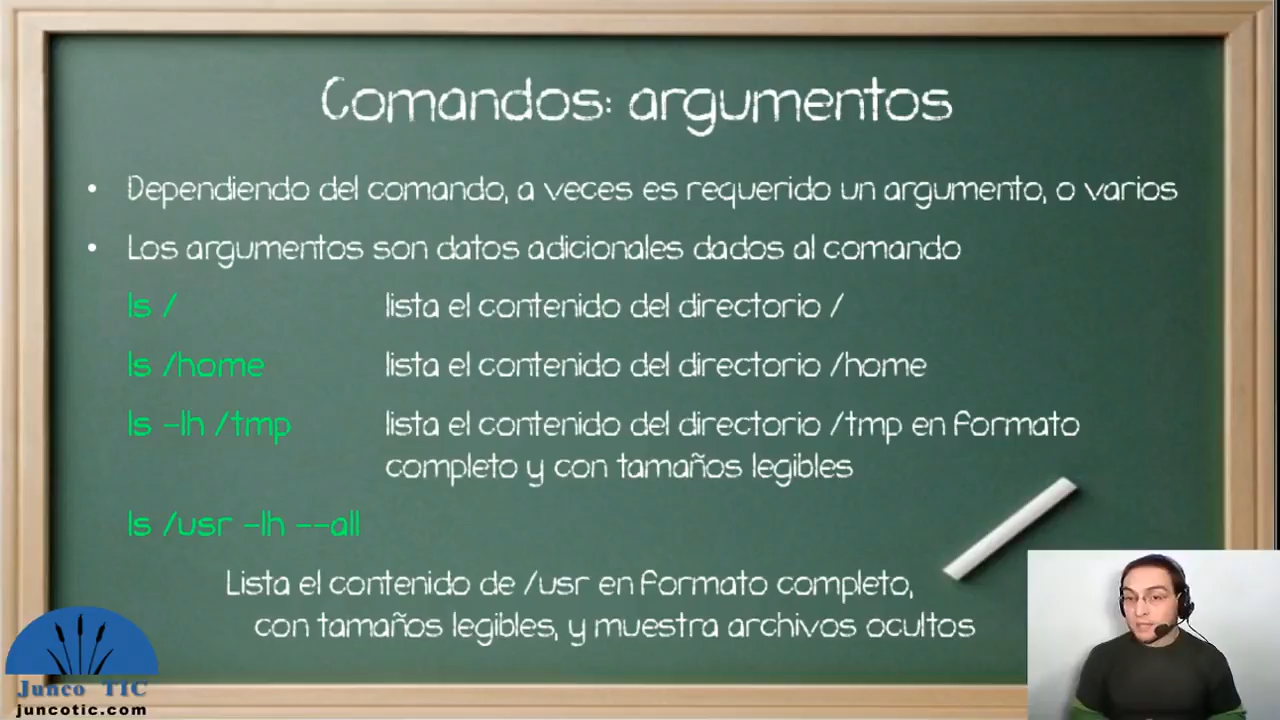 Comandos: argumentos
• Dependiendo del comando, a veces es requerido un argumento, o varios
• Los argumentos son datos adicionales dados al comando
ls / lista el contenido del directorio /
ls /home lista el contenido del directorio /home
ls -lh /tmp lista el contenido del directorio /tmp en formato
completo y con tamaños legibles
ls /usr -lh --all
Lista el contenido de /usr en formato completo,
con tamaños legibles, y muestra archivos ocultos
Junco TIC
juncotic.com